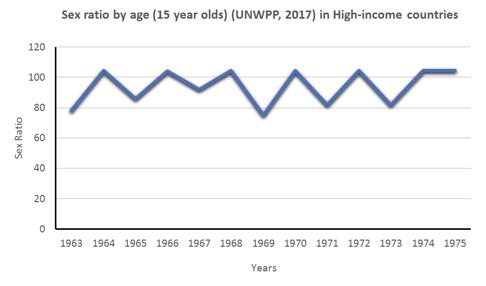 Sex ratio by age (15 year olds) (UNWPP, 2017) in High-income countries
120
100
80
60
40
20
0
Sex Ratio
1963 1964 1965 1966 1967 1968 1969 1970 1971 1972 1973 1974 1975
Years